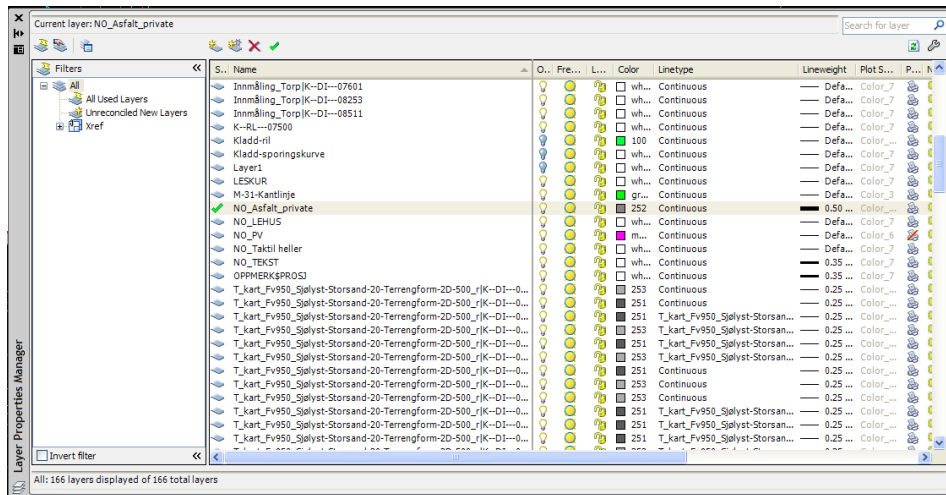 Current layer: NO_Asfalt_private
Search for layer
Filters
All
All Used Layers
Unreconciled New Layers
Xref
Invert filter
S.. Name O.. Fre... L... Color Linetype Lineweight Plot S... P... N
Innmåling_Torp|K--DI---07601 wh... Continuous Defa... Color_7
Innmåling_Torp|K--DI---08253 wh... Continuous Defa... Color_7
Innmåling_Torp|K--DI---08511 wh... Continuous Defa... Color_7
K--RL---07500 wh... Continuous Defa... Color_7
Kladd-ril 100 Continuous Defa... Color_...
Kladd-sporingskurve wh... Continuous Defa... Color_7
Layer1 wh... Continuous Defa... Color_7
LESKUR wh... Continuous Defa... Color_7
M-31-Kantlinje gr... Continuous Defa... Color_3
NO_Asfalt_private 252 Continuous 0.50 ... Color_...
NO_LEHUS wh... Continuous Defa... Color_7
NO_PV m... Continuous Defa... Color_6
NO_Taktil heller wh... Continuous Defa... Color_7
NO_TEKST wh... Continuous 0.35 ... Color_7
OPPMERK$PROSJ wh... Continuous 0.35 ... Color_7
T_kart_Fv950_Sjølyst-Storsand-20-Terrengform-2D-500_r|K--DI---0... 253 Continuous 0.25 ... Color_...
T_kart_Fv950_Sjølyst-Storsand-20-Terrengform-2D-500_r|K--DI---0... 251 Continuous 0.25 ... Color_...
T_kart_Fv950_Sjølyst-Storsand-20-Terrengform-2D-500_r|K--DI---0... 251 T_kart_Fv950_Sjølyst-Storsan... 0.25 ... Color_...
T_kart_Fv950_Sjølyst-Storsand-20-Terrengform-2D-500_r|K--DI---0... 253 T_kart_Fv950_Sjølyst-Storsan... 0.25 ... Color_...
T_kart_Fv950_Sjølyst-Storsand-20-Terrengform-2D-500_r|K--DI---0... 251 T_kart_Fv950_Sjølyst-Storsan... 0.25 ... Color_...
T_kart_Fv950_Sjølyst-Storsand-20-Terrengform-2D-500_r|K--DI---0... 253 T_kart_Fv950_Sjølyst-Storsan... 0.25 ... Color_...
T_kart_Fv950_Sjølyst-Storsand-20-Terrengform-2D-500_r|K--DI---0... 251 Continuous 0.25 ... Color_...
T_kart_Fv950_Sjølyst-Storsand-20-Terrengform-2D-500_r|K--DI---0... 253 Continuous 0.25 ... Color_...
T_kart_Fv950_Sjølyst-Storsand-20-Terrengform-2D-500_r|K--DI---0... 253 Continuous 0.25 ... Color_...
T_kart_Fv950_Sjølyst-Storsand-20-Terrengform-2D-500_r|K--DI---0... 251 T_kart_Fv950_Sjølyst-Storsan... 0.25 ... Color_...
T_kart_Fv950_Sjølyst-Storsand-20-Terrengform-2D-500_r|K--DI---0... 251 T_kart_Fv950_Sjølyst-Storsan... 0.25 ... Color_...
T_kart_Fv950_Sjølyst-Storsand-20-Terrengform-2D-500_r|K--DI---0... 251 T_kart_Fv950_Sjølyst-Storsan... 0.25 ... Color_...
All: 166 layers displayed of 166 total layers
Layer Properties Manager